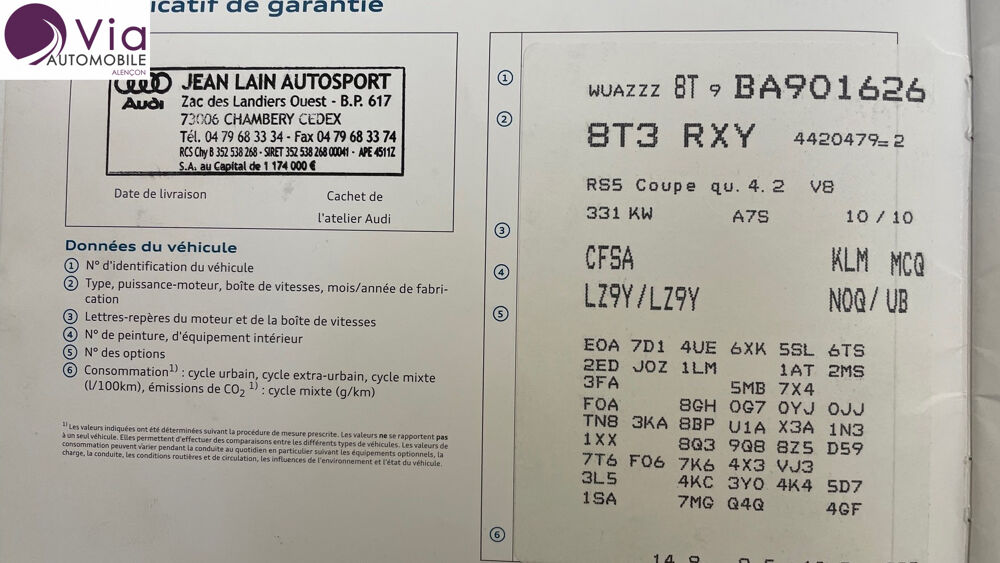 Via
AUTOMOBILE
ALENÇON
icatif de garantie
Audi
JEAN LAIN AUTOSPORT
Zac des Landiers Ouest - B.P. 617
73006 CHAMBERY CEDEX
Tél. 04 79 68 33 34 - Fax 04 79 68 33 74
RCS Chy B 352 538 268 - SIRET 352 538 268 00041 - APE 4511Z
S.A. au Capital de 1 174 000 €
Date de livraison
Cachet de
l'atelier Audi
Données du véhicule
1 N° d'identification du véhicule
2 Type, puissance-moteur, boîte de vitesses, mois/année de fabri-
cation
3 Lettres-repères du moteur et de la boîte de vitesses
4 N° de peinture, d'équipement intérieur
5 N° des options
6 Consommation1) : cycle urbain, cycle extra-urbain, cycle mixte
(l/100km), émissions de CO2 1) : cycle mixte (g/km)
1) Les valeurs indiquées ont été déterminées suivant la procédure de mesure prescrite. Les valeurs ne se rapportent pas
à un seul véhicule. Elles permettent d'effectuer des comparaisons entre les différents types de véhicules. Les valeurs de
consommation peuvent varier pendant la conduite au quotidien en particulier suivant les équipements optionnels, la
charge, la conduite, les conditions routières et de circulation, les influences de l'environnement et l'état du véhicule.
1
2
3
4
5
6
WUAZZZ 8T 9 BA901626
8T3 RXY 4420479=2
RS5 Coupe qu. 4. 2 V8
331 KW A7S 10 / 10
CFSA KLM MCQ
LZ9Y/LZ9Y N0Q/ UB
E0A 7D1 4UE 6XK 5SL 6TS
2ED J0Z 1LM 1AT 2MS
3FA 5MB 7X4
F0A 8GH 0G7 0YJ 0JJ
TN8 3KA 8BP U1A X3A 1N3
1XX 8Q3 9Q8 8Z5 D59
7T6 F06 7K6 4X3 VJ3
3L5 4KC 3Y0 4K4 5D7
1SA 7MG Q4Q 4GF